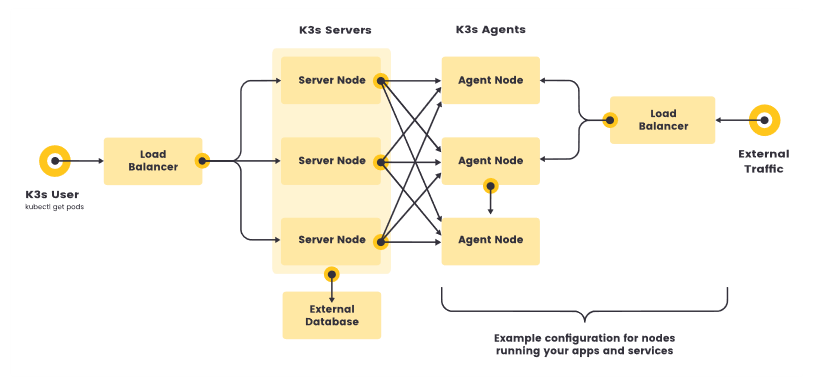 K3s Servers
K3s Agents
Server Node
Agent Node
Load
Balancer
External
Traffic
Load
Balancer
K3s User
kubectl get pods
Server Node
Agent Node
Server Node
Agent Node
External
Database
Example configuration for nodes
running your apps and services